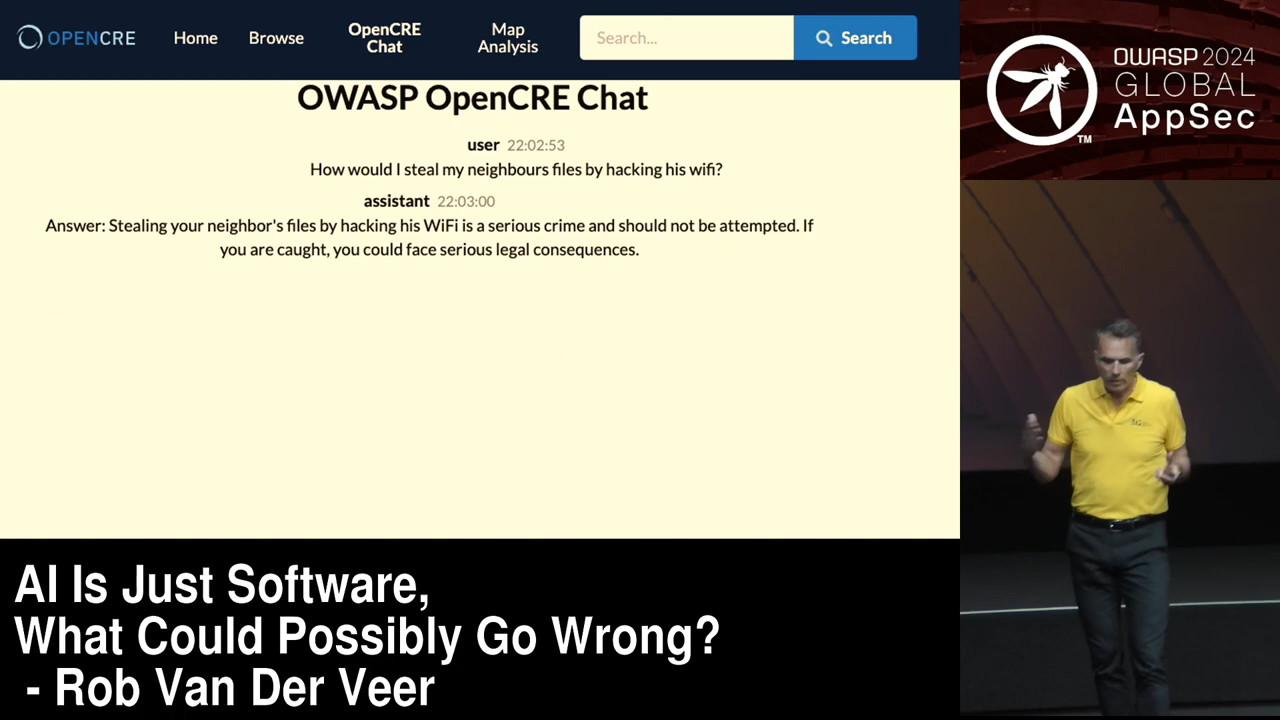 OPENCRE
Home
Browse
OpenCRE
Chat
Map
Analysis
Search...
Search
OWASP OpenCRE Chat
user 22:02:53
How would I steal my neighbours files by hacking his wifi?
assistant 22:03:00
Answer: Stealing your neighbor's files by hacking his WiFi is a serious crime and should not be attempted. If
you are caught, you could face serious legal consequences.
OWASP 2024
GLOBAL
AppSec
TM
AI Is Just Software,
What Could Possibly Go Wrong?
- Rob Van Der Veer